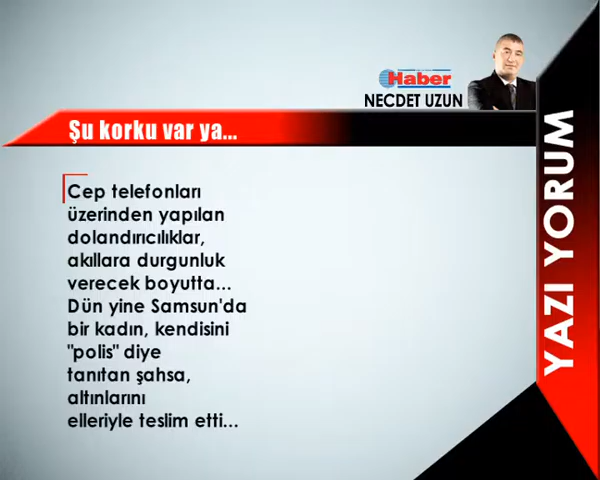 Haber
NECDET UZUN
Şu korku var ya...
Cep telefonları
üzerinden yapılan
dolandırıcılıklar,
akıllara durgunluk
verecek boyutta...
Dün yine Samsun'da
bir kadın, kendisini
"polis" diye
tanıtan şahsa,
altınlarını
elleriyle teslim etti...
YAZI YORUM